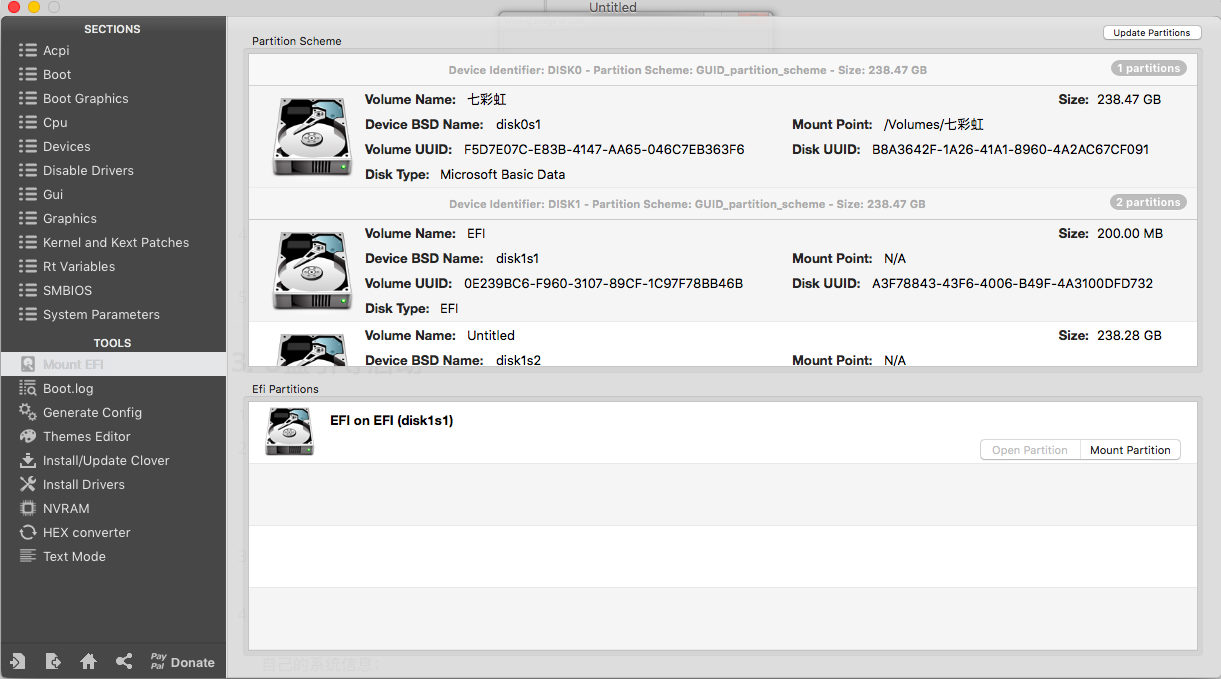 Untitled
SECTIONS
Acpi
Boot
Boot Graphics
Cpu
Devices
Disable Drivers
Gui
Graphics
Kernel and Kext Patches
Rt Variables
SMBIOS
System Parameters
TOOLS
Mount EFI
Boot.log
Generate Config
Themes Editor
Install/Update Clover
Install Drivers
NVRAM
HEX converter
Text Mode
Pay Pal Donate
Partition Scheme
Update Partitions
Device Identifier: DISK0 - Partition Scheme: GUID_partition_scheme - Size: 238.47 GB
1 partitions
Volume Name: 七彩虹 Size: 238.47 GB
Device BSD Name: disk0s1 Mount Point: /Volumes/七彩虹
Volume UUID: F5D7E07C-E83B-4147-AA65-046C7EB363F6 Disk UUID: B8A3642F-1A26-41A1-8960-4A2AC67CF091
Disk Type: Microsoft Basic Data
Device Identifier: DISK1 - Partition Scheme: GUID_partition_scheme - Size: 238.47 GB
2 partitions
Volume Name: EFI Size: 200.00 MB
Device BSD Name: disk1s1 Mount Point: N/A
Volume UUID: 0E239BC6-F960-3107-89CF-1C97F78BB46B Disk UUID: A3F78843-43F6-4006-B49F-4A3100DFD732
Disk Type: EFI
Volume Name: Untitled Size: 238.28 GB
Device BSD Name: disk1s2 Mount Point: N/A
Efi Partitions
EFI on EFI (disk1s1)
Open Partition Mount Partition
自己的系统信息: